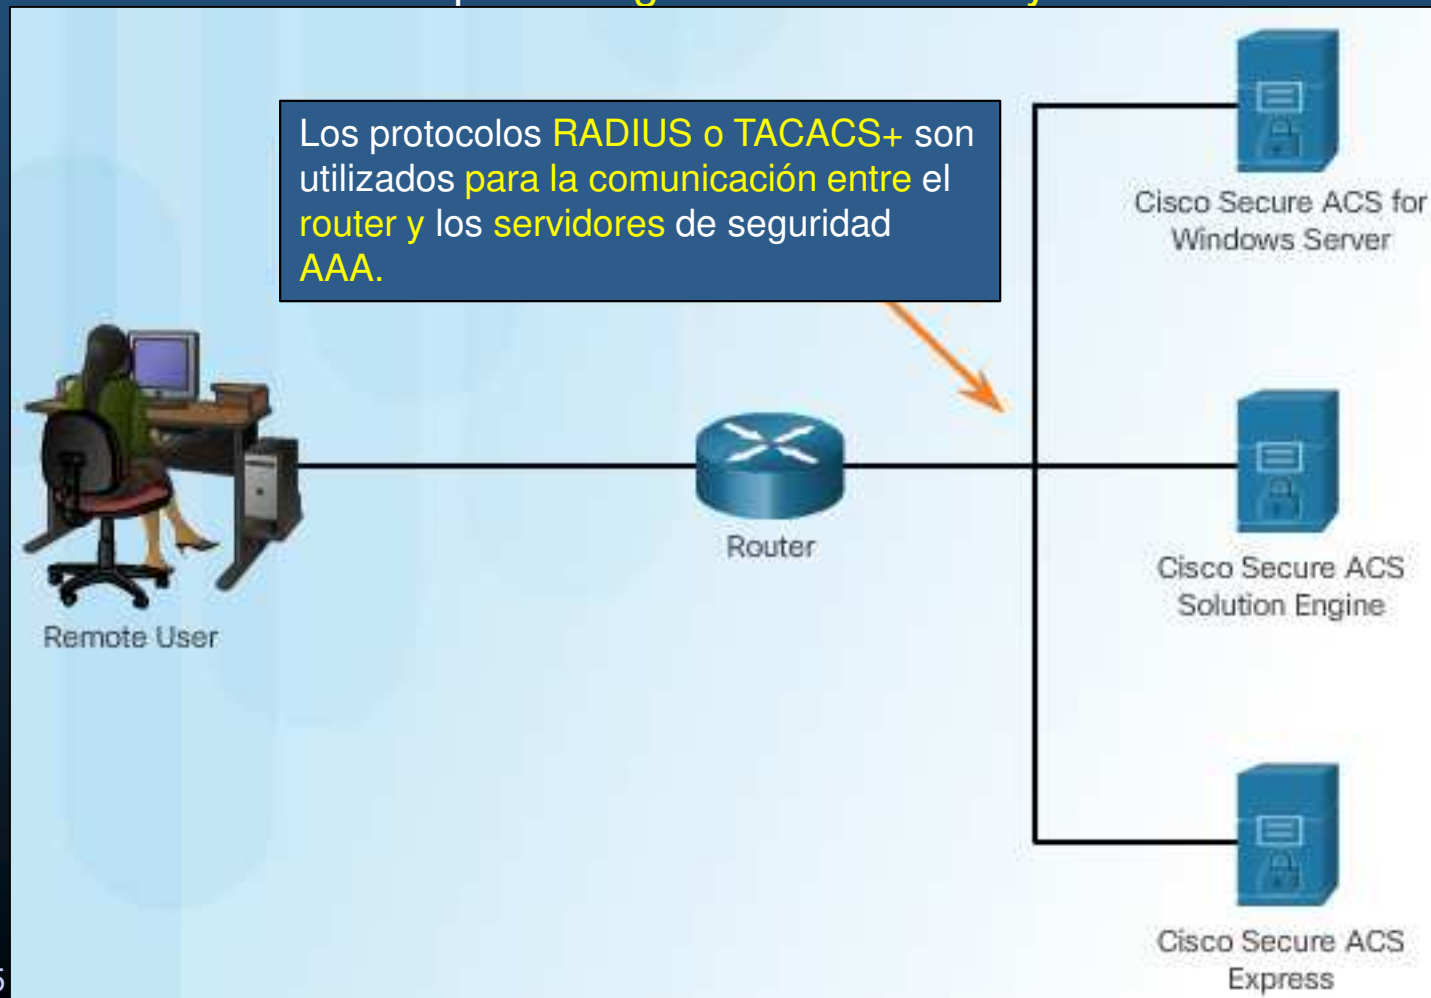 Los protocolos RADIUS o TACACS+ son
utilizados para la comunicación entre el
router y los servidores de seguridad
AAA.
Cisco Secure ACS for
Windows Server
Router
Cisco Secure ACS
Solution Engine
Remote User
Cisco Secure ACS
Express